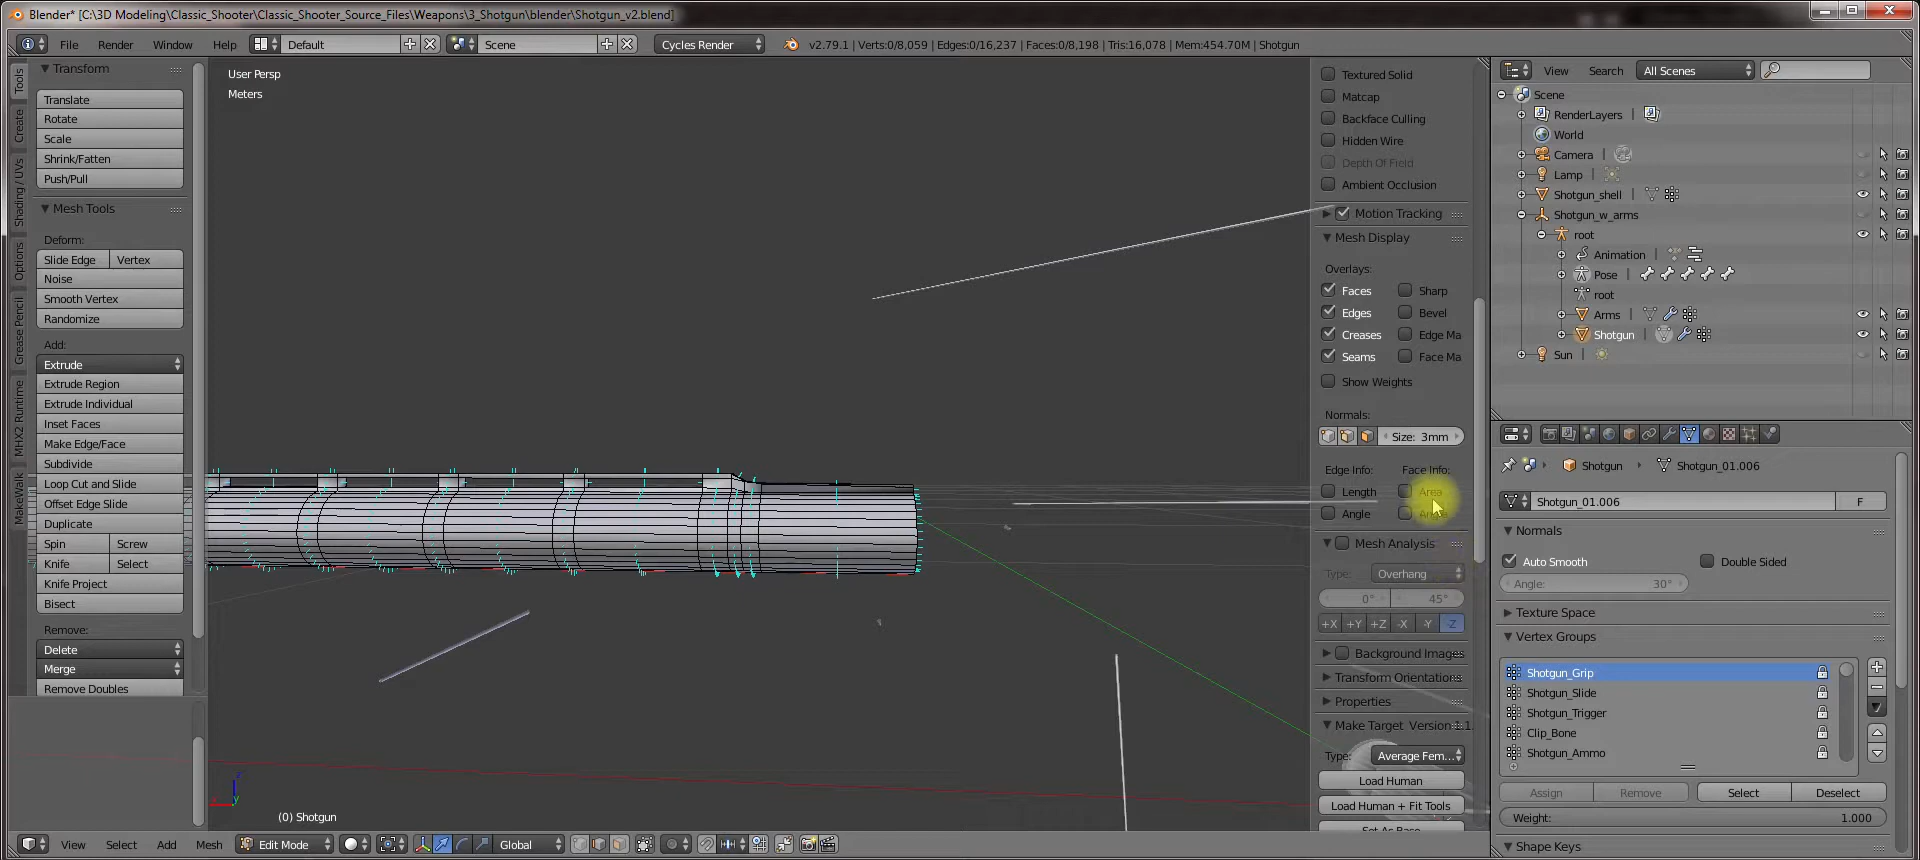 Blender* [C:\3D Modeling\Classic_Shooter\Classic_Shooter_Source_Files\Weapons\3_Shotgun\blender\Shotgun_v2.blend]
File Render Window Help Default Scene Cycles Render v2.79.1 | Verts:0/8,059 | Edges:0/16,237 | Faces:0/8,198 | Tris:16,078 | Mem:454.70M | Shotgun
Tools
Create
Shading / UVs
Options
Grease Pencil
MHX2 Runtime
MakeWalk
Transform
Translate
Rotate
Scale
Shrink/Fatten
Push/Pull
Mesh Tools
Deform:
Slide Edge Vertex
Noise
Smooth Vertex
Randomize
Add:
Extrude
Extrude Region
Extrude Individual
Inset Faces
Make Edge/Face
Subdivide
Loop Cut and Slide
Offset Edge Slide
Duplicate
Spin Screw
Knife Select
Knife Project
Bisect
Remove:
Delete
Merge
Remove Doubles
User Persp
Meters
(0) Shotgun
View Select Add Mesh Edit Mode Global
Textured Solid
Matcap
Backface Culling
Hidden Wire
Depth Of Field
Ambient Occlusion
Motion Tracking
Mesh Display
Overlays:
Faces Sharp
Edges Bevel
Creases Edge Ma
Seams Face Ma
Show Weights
Normals:
Size: 3mm
Edge Info: Face Info:
Length Area
Angle Angle
Mesh Analysis
Type: Overhang
0° 45°
+X +Y +Z -X -Y -Z
Background Images
Transform Orientation
Properties
Make Target Version
Type: Average Fem...
Load Human
Load Human + Fit Tools
Set As Base
View Search All Scenes
Scene
RenderLayers
World
Camera
Lamp
Shotgun_shell
Shotgun_w_arms
root
Animation
Pose
root
Arms
Shotgun
Sun
Shotgun Shotgun_01.006
Shotgun_01.006 F
Normals
Auto Smooth Double Sided
Angle: 30°
Texture Space
Vertex Groups
Shotgun_Grip
Shotgun_Slide
Shotgun_Trigger
Clip_Bone
Shotgun_Ammo
Assign Remove Select Deselect
Weight: 1.000
Shape Keys